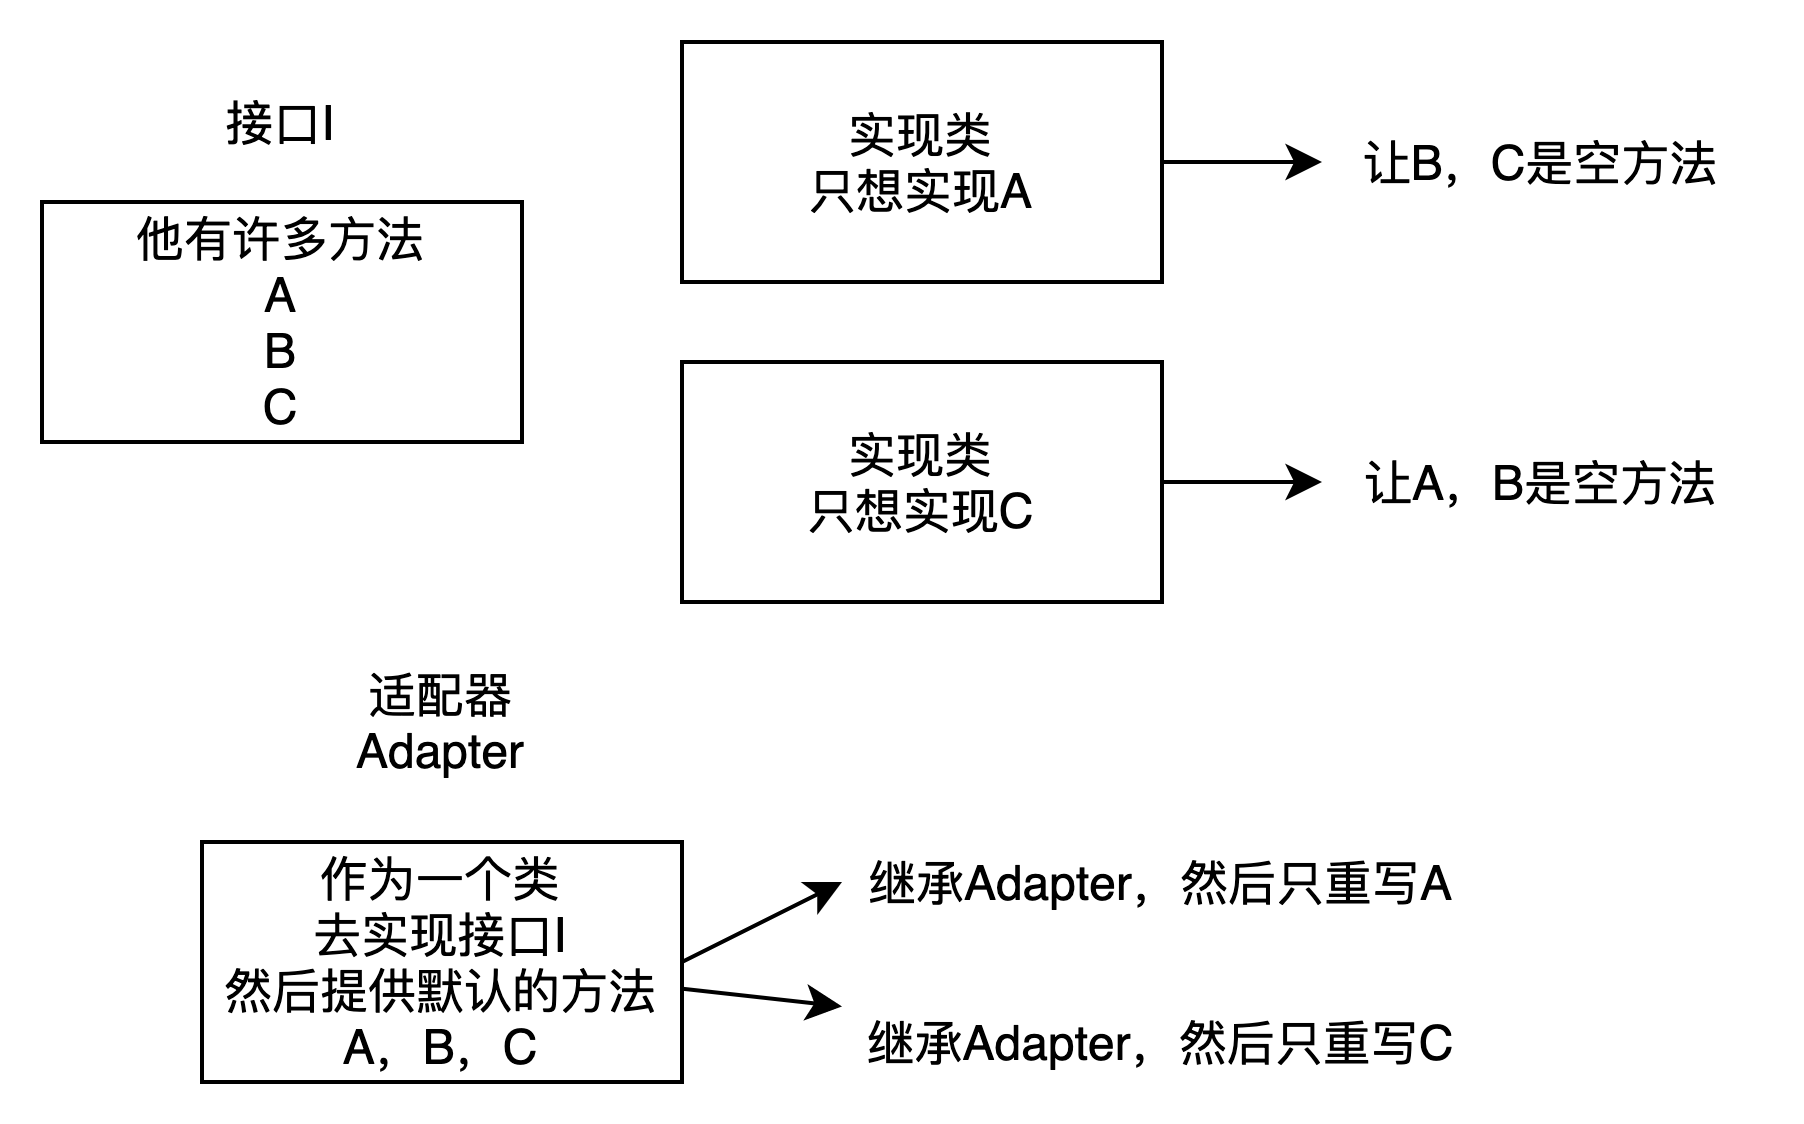 接口I
他有许多方法
A
B
C
实现类
只想实现A
让B，C是空方法
实现类
只想实现C
让A，B是空方法
适配器
Adapter
作为一个类
去实现接口I
然后提供默认的方法
A，B，C
继承Adapter，然后只重写A
继承Adapter，然后只重写C